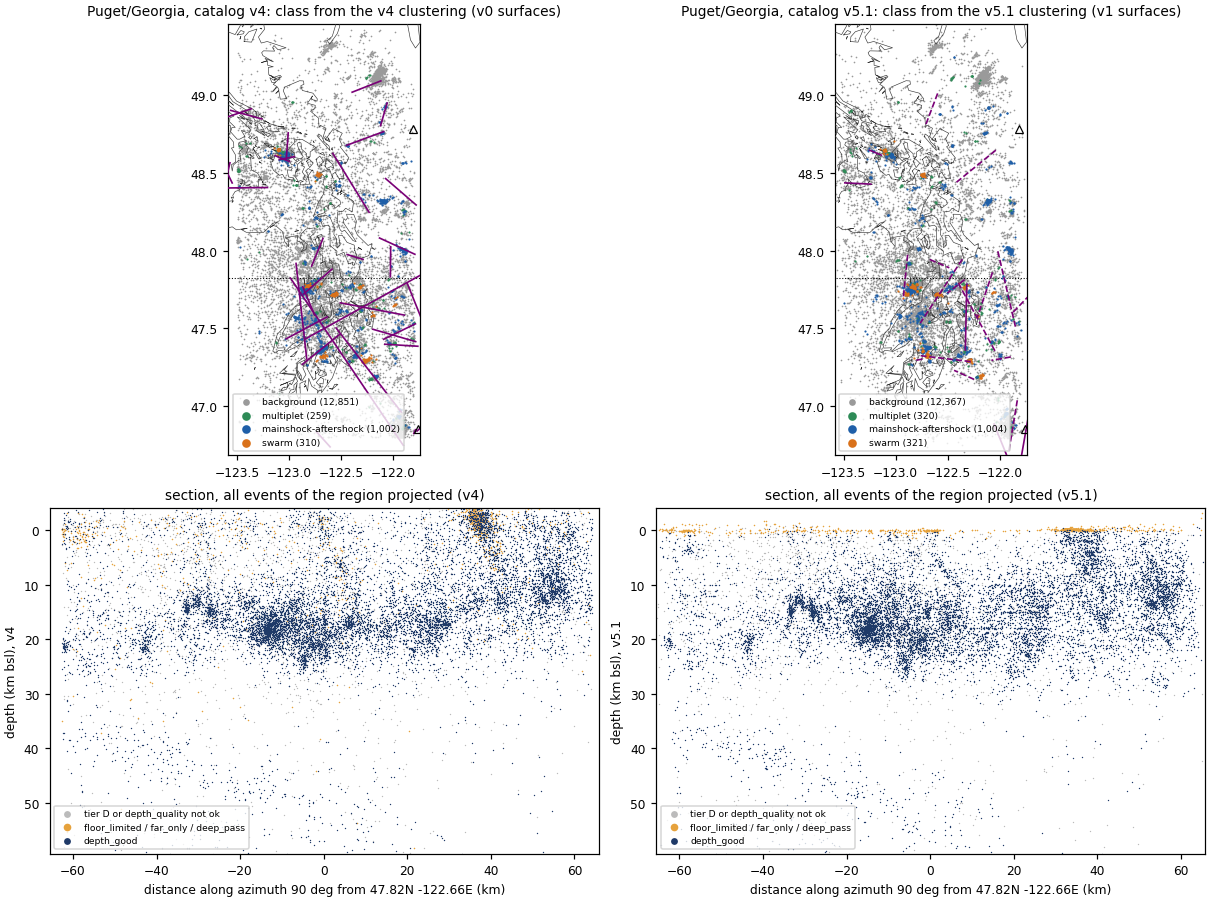 Puget/Georgia, catalog v4: class from the v4 clustering (v0 surfaces)
49.0
48.5
48.0
47.5
47.0
background (12,851)
multiplet (259)
mainshock-aftershock (1,002)
swarm (310)
−123.5 −123.0 −122.5 −122.0
Puget/Georgia, catalog v5.1: class from the v5.1 clustering (v1 surfaces)
49.0
48.5
48.0
47.5
47.0
background (12,367)
multiplet (320)
mainshock-aftershock (1,004)
swarm (321)
−123.5 −123.0 −122.5 −122.0
section, all events of the region projected (v4)
depth (km bsl), v4
0
10
20
30
40
50
tier D or depth_quality not ok
floor_limited / far_only / deep_pass
depth_good
−60 −40 −20 0 20 40 60
distance along azimuth 90 deg from 47.82N -122.66E (km)
section, all events of the region projected (v5.1)
depth (km bsl), v5.1
0
10
20
30
40
50
tier D or depth_quality not ok
floor_limited / far_only / deep_pass
depth_good
−60 −40 −20 0 20 40 60
distance along azimuth 90 deg from 47.82N -122.66E (km)